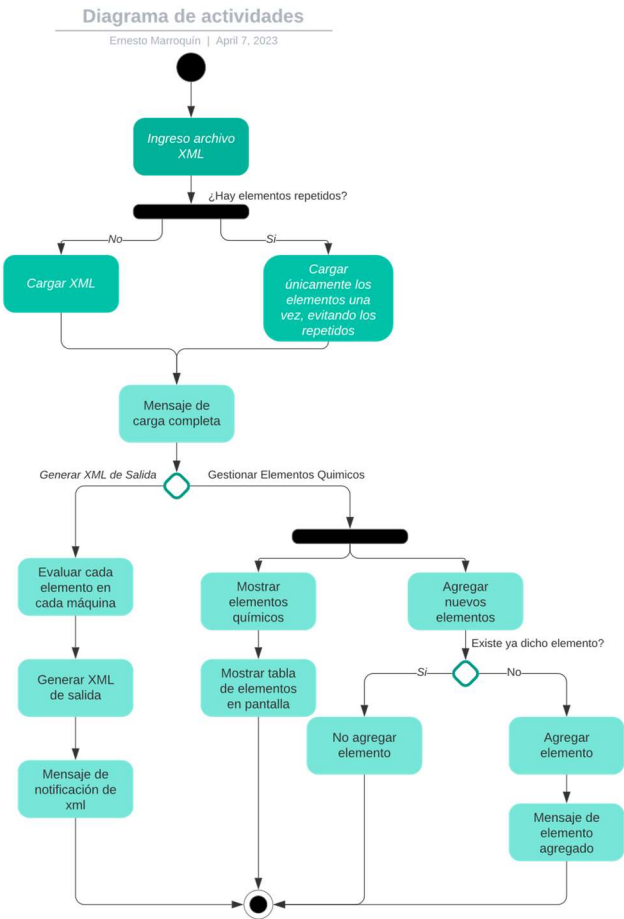 Diagrama de actividades
Ernesto Marroquín | April 7, 2023
Ingreso archivo
XML
¿Hay elementos repetidos?
No
Si
Cargar XML
Cargar
únicamente los
elementos una
vez, evitando los
repetidos
Mensaje de
carga completa
Generar XML de Salida
Gestionar Elementos Quimicos
Evaluar cada
elemento en
cada máquina
Mostrar
elementos
químicos
Agregar
nuevos
elementos
Existe ya dicho elemento?
Si
No
Generar XML
de salida
Mostrar tabla
de elementos
en pantalla
No agregar
elemento
Agregar
elemento
Mensaje de
notificación de
xml
Mensaje de
elemento
agregado